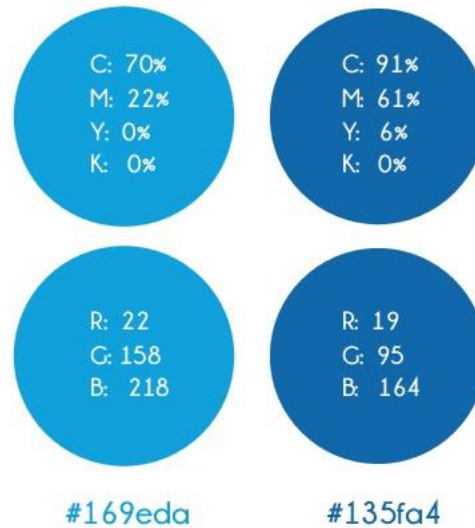 C: 70%
M: 22%
Y: 0%
K: 0%
C: 91%
M: 61%
Y: 6%
K: 0%
R: 22
G: 158
B: 218
R: 19
G: 95
B: 164
#169eda
#135fa4